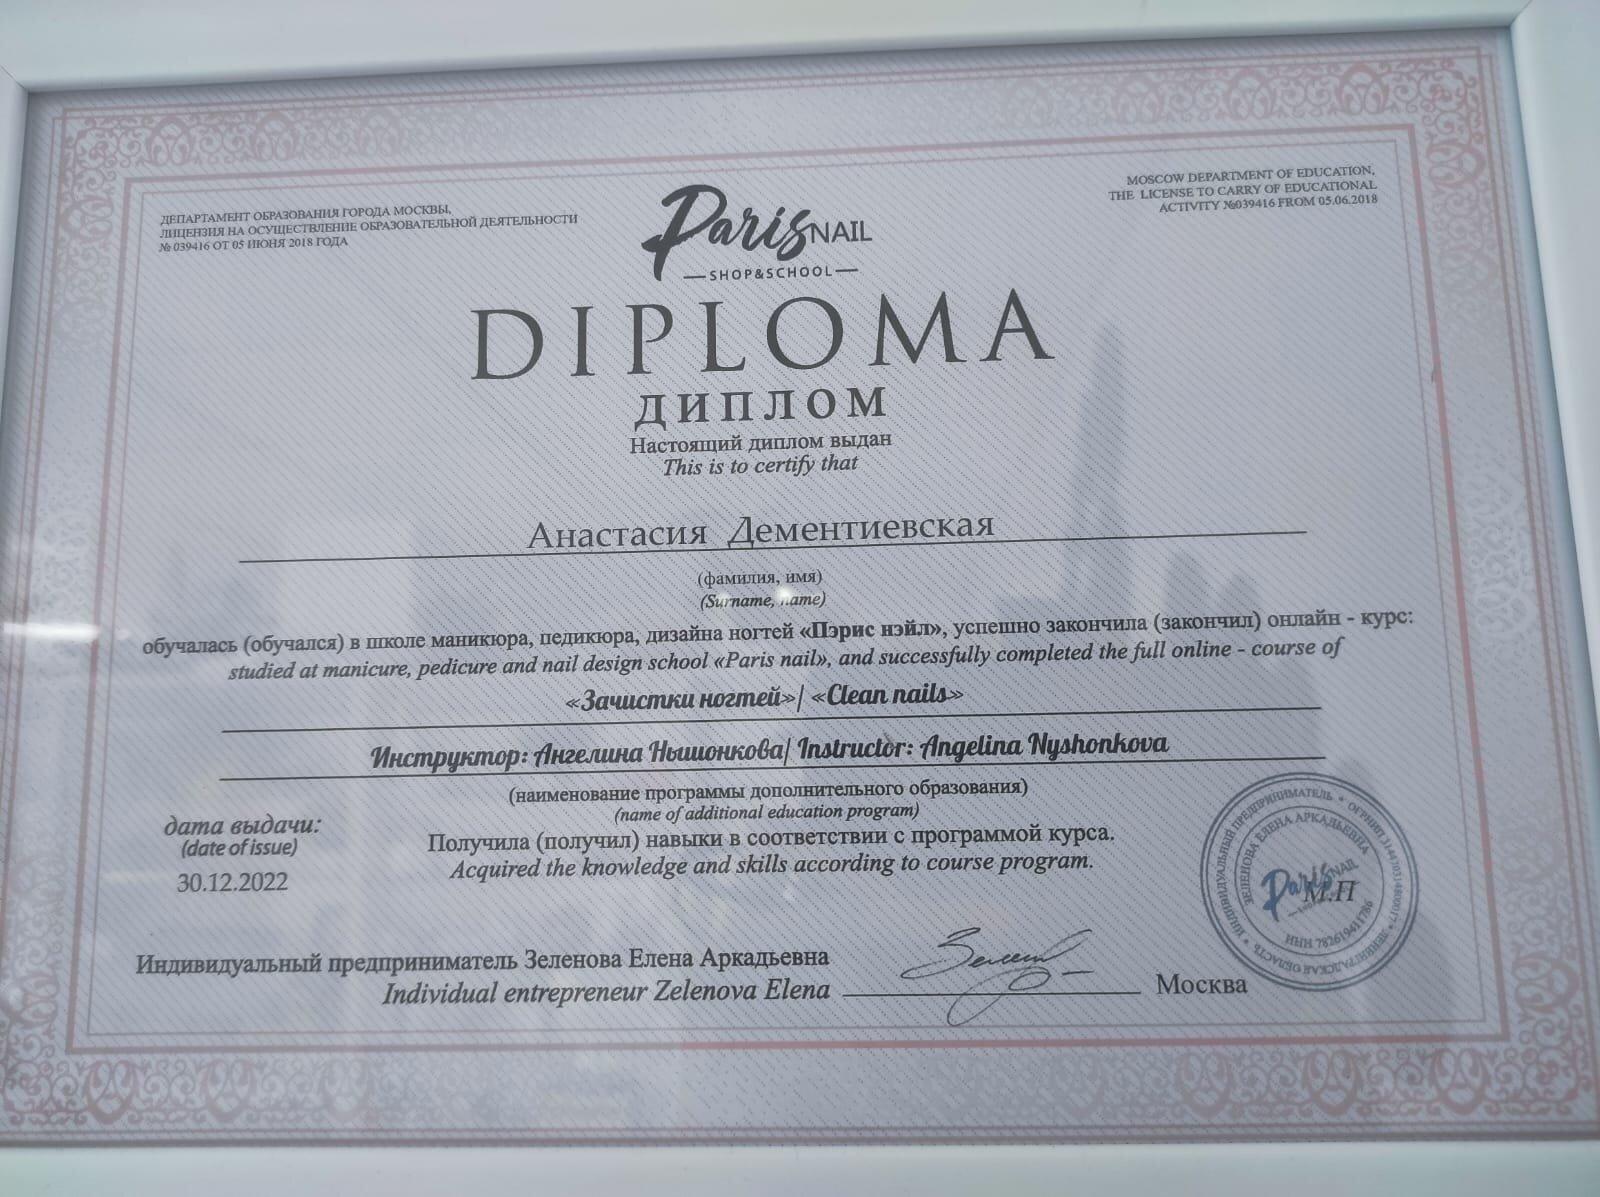 ДЕПАРТАМЕНТ ОБРАЗОВАНИЯ ГОРОДА МОСКВЫ,
ЛИЦЕНЗИЯ НА ОСУЩЕСТВЛЕНИЕ ОБРАЗОВАТЕЛЬНОЙ ДЕЯТЕЛЬНОСТИ
№ 039416 ОТ 05 ИЮНЯ 2018 ГОДА
MOSCOW DEPARTMENT OF EDUCATION,
THE LICENSE TO CARRY OF EDUCATIONAL
ACTIVITY №039416 FROM 05.06.2018
Paris NAIL
SHOP&SCHOOL
DIPLOMA
ДИПЛОМ
Настоящий диплом выдан
This is to certify that
Анастасия Дементиевская
(фамилия, имя)
(Surname, name)
обучалась (обучался) в школе маникюра, педикюра, дизайна ногтей «Пэрис нэйл», успешно закончила (закончил) онлайн - курс:
studied at manicure, pedicure and nail design school «Paris nail», and successfully completed the full online - course of
«Зачистки ногтей»| «Clean nails»
Инструктор: Ангелина Нышонкова| Instructor: Angelina Nyshonkova
(наименование программы дополнительного образования)
(name of additional education program)
дата выдачи:
(date of issue)
30.12.2022
Получила (получил) навыки в соответствии с программой курса.
Acquired the knowledge and skills according to course program.
Индивидуальный предприниматель Зеленова Елена Аркадьевна
Individual entrepreneur Zelenova Elena
Москва
ИНДИВИДУАЛЬНЫЙ ПРЕДПРИНИМАТЕЛЬ
ЛЕНИНГРАДСКАЯ ОБЛАСТЬ
ЗЕЛЕНОВА ЕЛЕНА АРКАДЬЕВНА
ИНН 782619411786
Paris NAIL
М.П